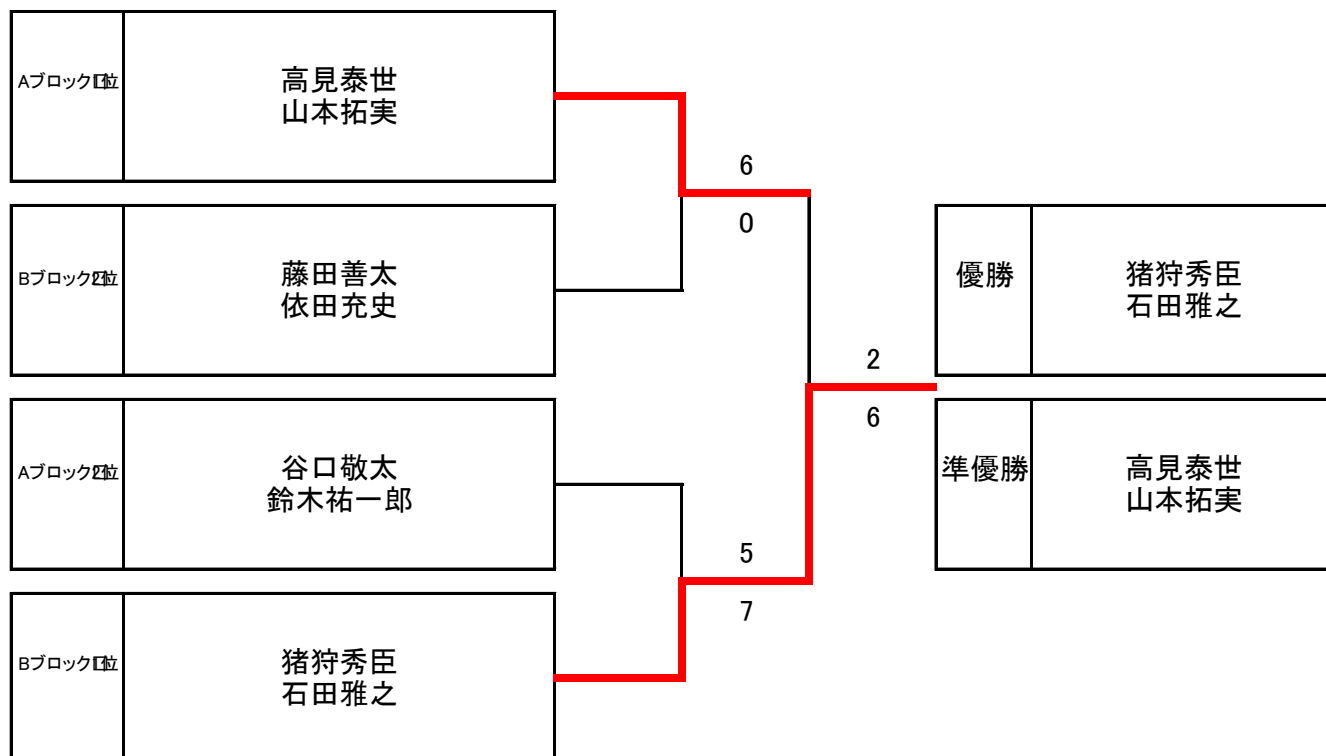 Aブロック1位
高見泰世
山本拓実
6
0
Bブロック2位
藤田善太
依田充史
優勝
猪狩秀臣
石田雅之
2
6
Aブロック2位
谷口敬太
鈴木祐一郎
準優勝
高見泰世
山本拓実
5
7
Bブロック1位
猪狩秀臣
石田雅之